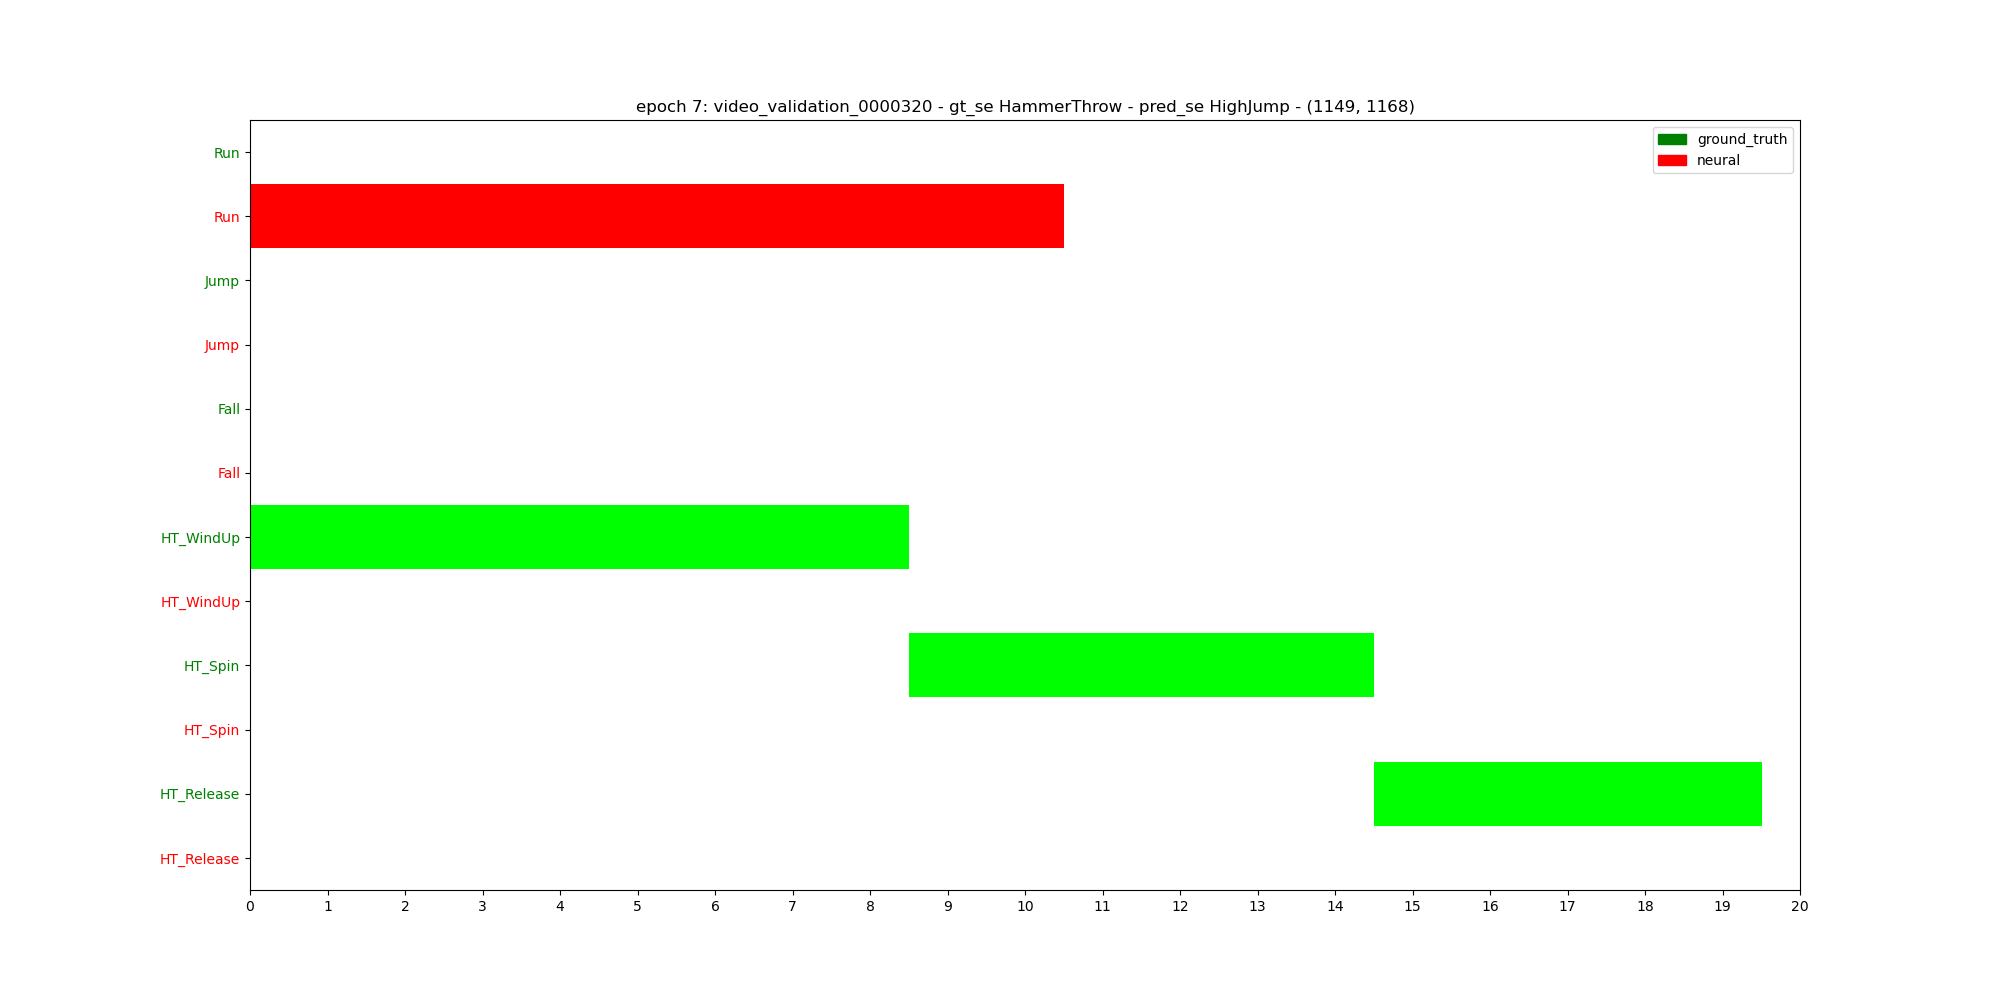 epoch 7: video_validation_0000320 - gt_se HammerThrow - pred_se HighJump - (1149, 1168)
ground_truth
neural
Run
Run
Jump
Jump
Fall
Fall
HT_WindUp
HT_WindUp
HT_Spin
HT_Spin
HT_Release
HT_Release
0 1 2 3 4 5 6 7 8 9 10 11 12 13 14 15 16 17 18 19 20